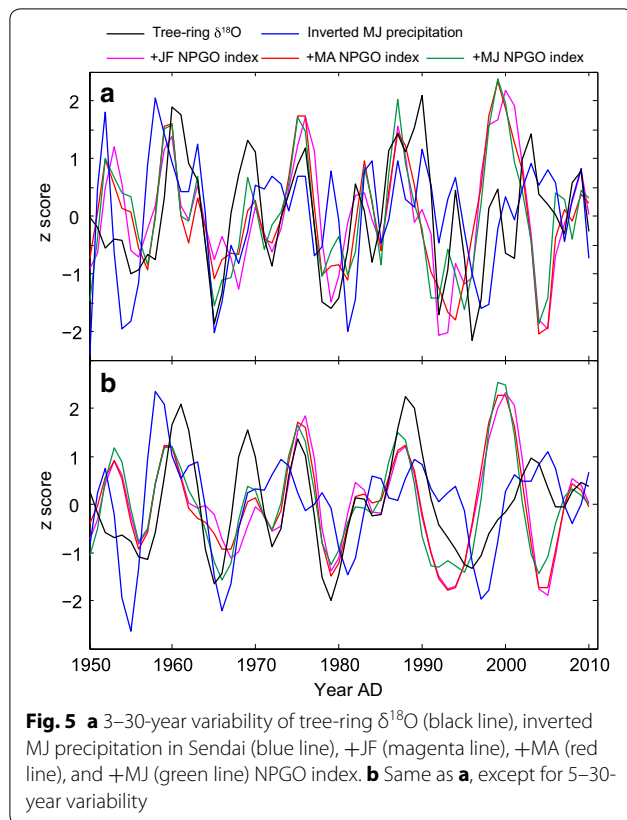 Tree-ring δ¹⁸O Inverted MJ precipitation
+JF NPGO index +MA NPGO index +MJ NPGO index
a
2
1
0
-1
-2
z score
b
2
1
0
-1
-2
z score
1950 1960 1970 1980 1990 2000 2010
Year AD
Fig. 5 a 3–30-year variability of tree-ring δ¹⁸O (black line), inverted
MJ precipitation in Sendai (blue line), +JF (magenta line), +MA (red
line), and +MJ (green line) NPGO index. b Same as a, except for 5–30-
year variability